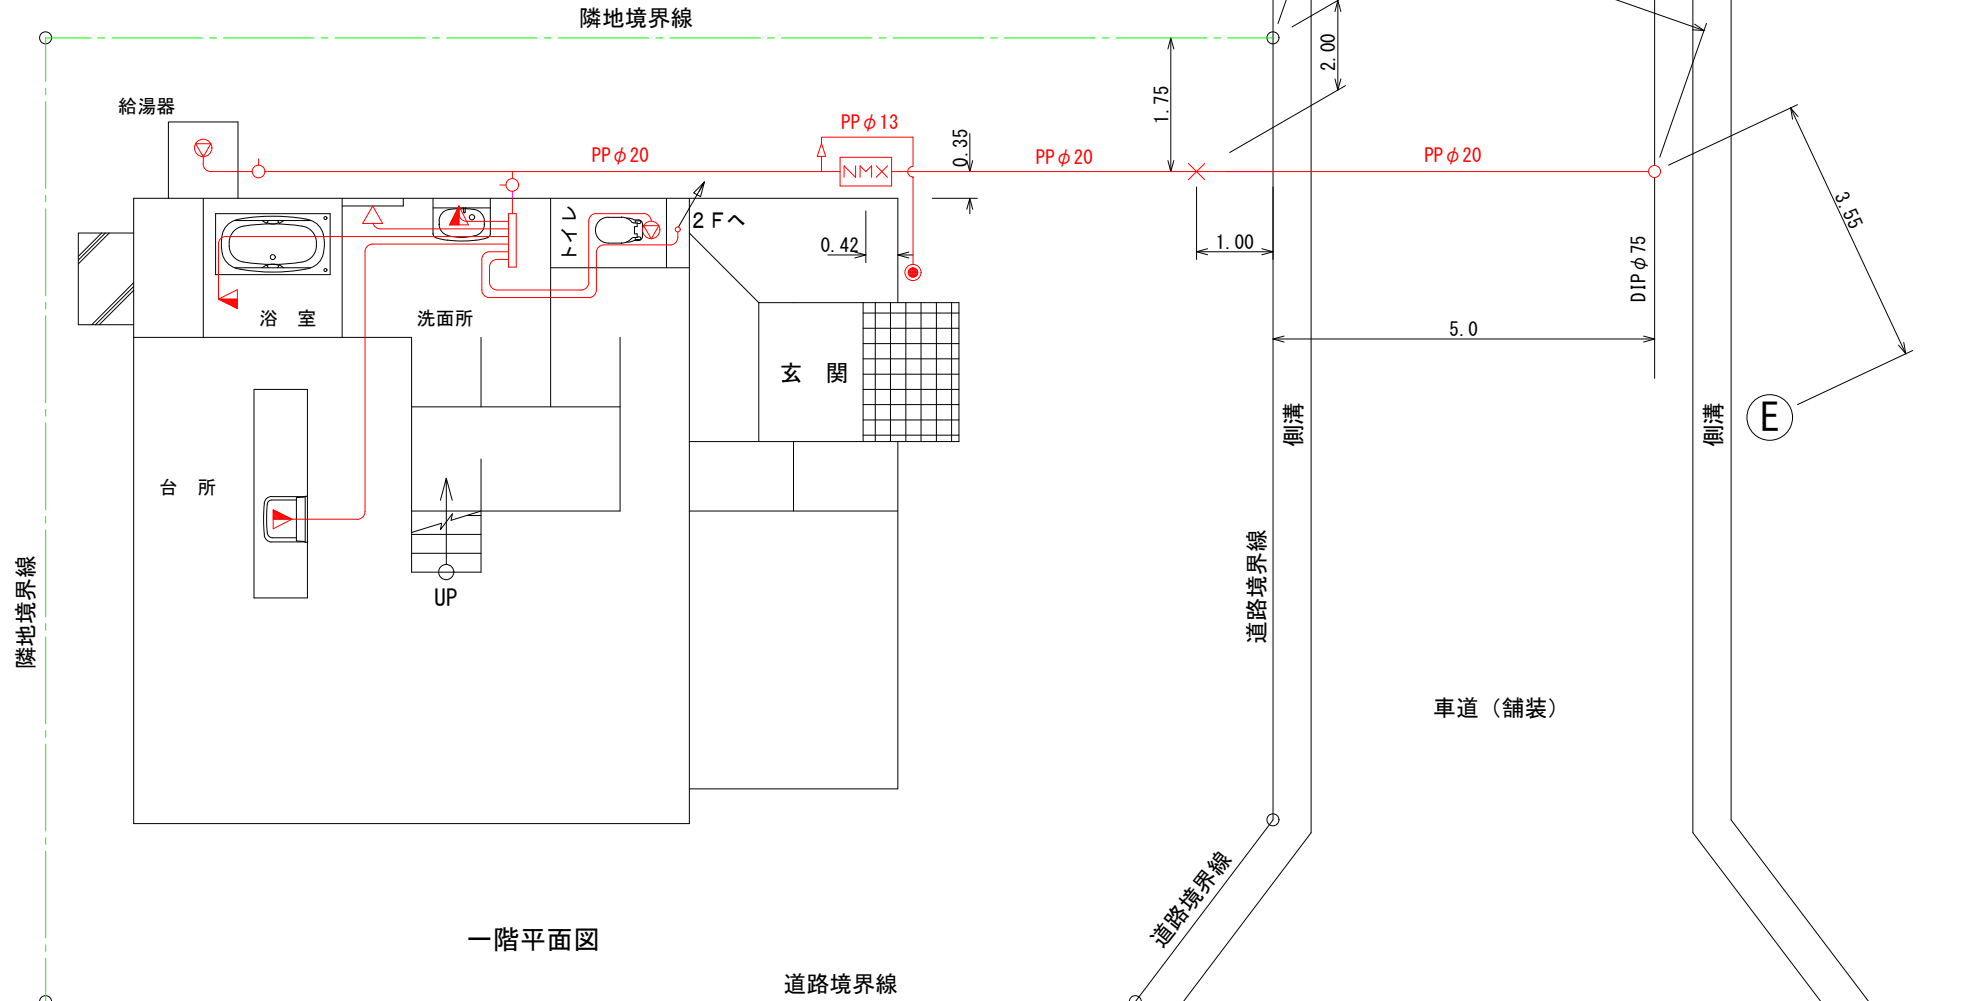 隣地境界線
2.00
給湯器
1.75
PPφ13
0.35
PPφ20
PPφ20
PPφ20
NMX
3.55
トイレ
2Fへ
0.42
1.00
DIPφ75
浴 室
洗面所
5.0
玄 関
側溝
側溝
E
台 所
UP
隣地境界線
道路境界線
車道（舗装）
道路境界線
一階平面図
道路境界線